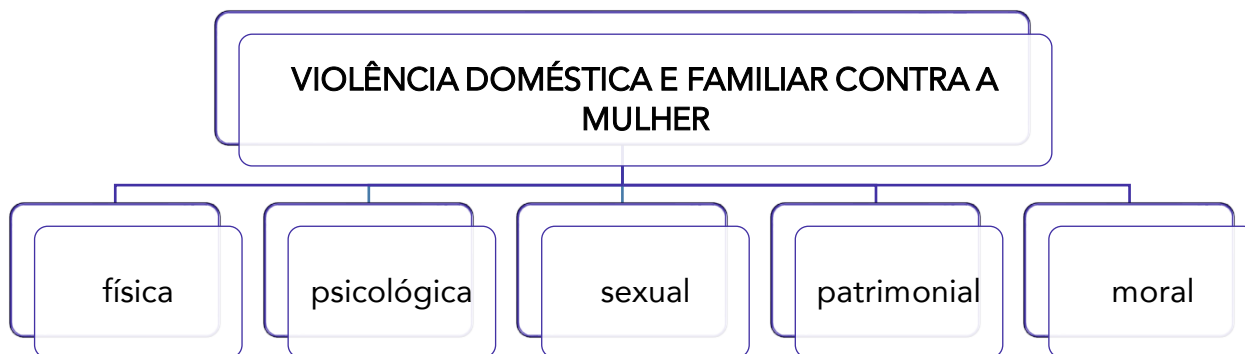 VIOLÊNCIA DOMÉSTICA E FAMILIAR CONTRA A
MULHER
física
psicológica
sexual
patrimonial
moral